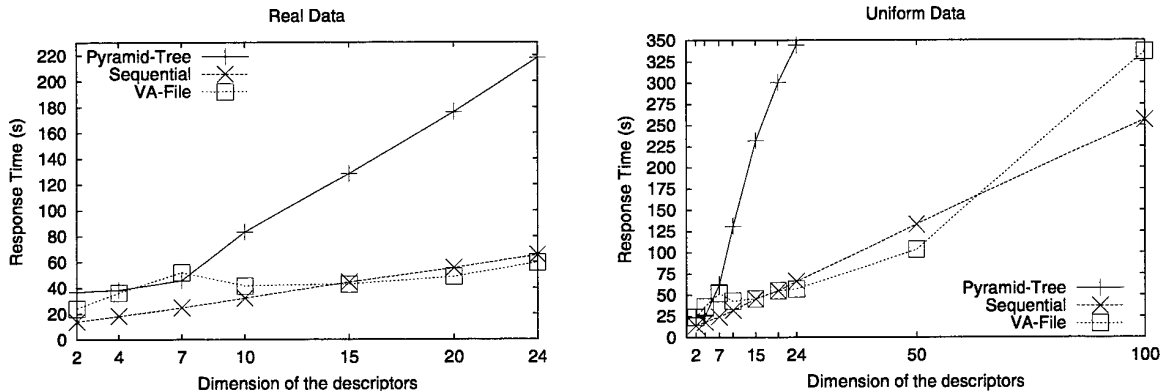 Real Data
Response Time (s)
220
200
180
160
140
120
100
80
60
40
20
0
Pyramid-Tree
Sequential
VA-File
2 4 7 10 15 20 24
Dimension of the descriptors
Uniform Data
Response Time (s)
350
325
300
275
250
225
200
175
150
125
100
75
50
25
0
Pyramid-Tree
Sequential
VA-File
2 7 15 24 50 100
Dimension of the descriptors